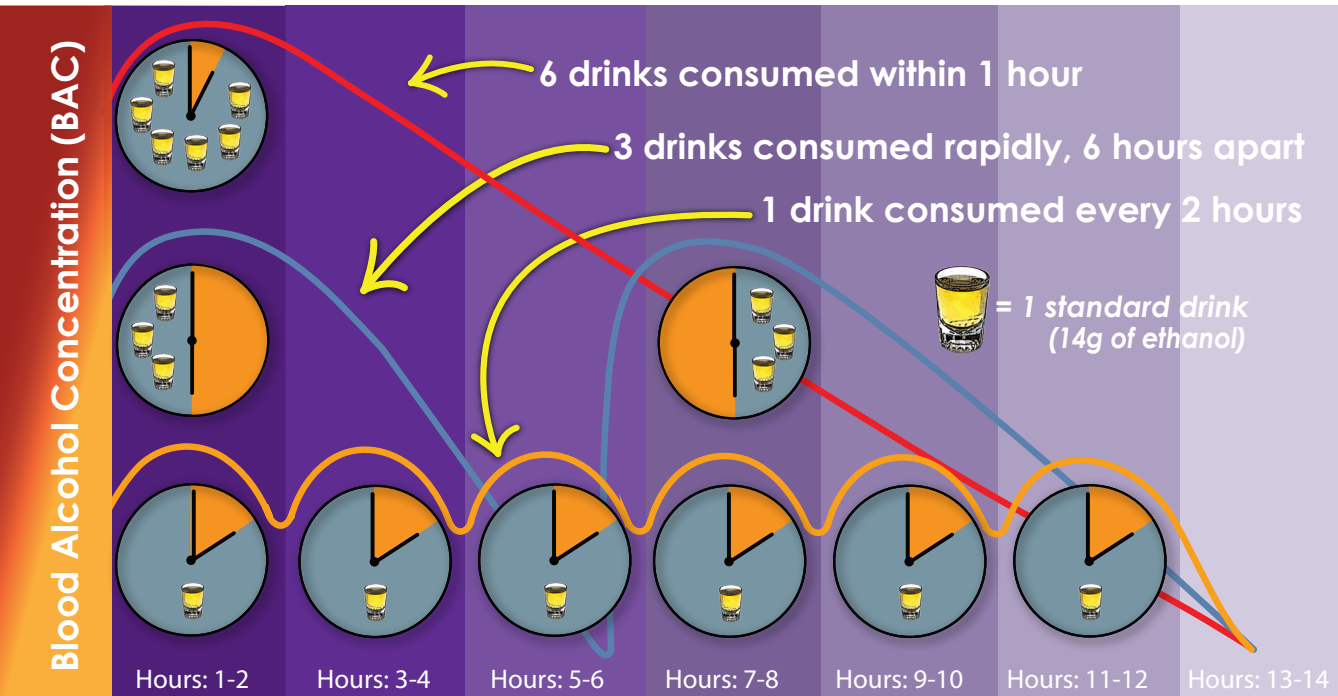 Blood Alcohol Concentration (BAC)
6 drinks consumed within 1 hour
3 drinks consumed rapidly, 6 hours apart
1 drink consumed every 2 hours
= 1 standard drink
(14g of ethanol)
Hours: 1-2
Hours: 3-4
Hours: 5-6
Hours: 7-8
Hours: 9-10
Hours: 11-12
Hours: 13-14